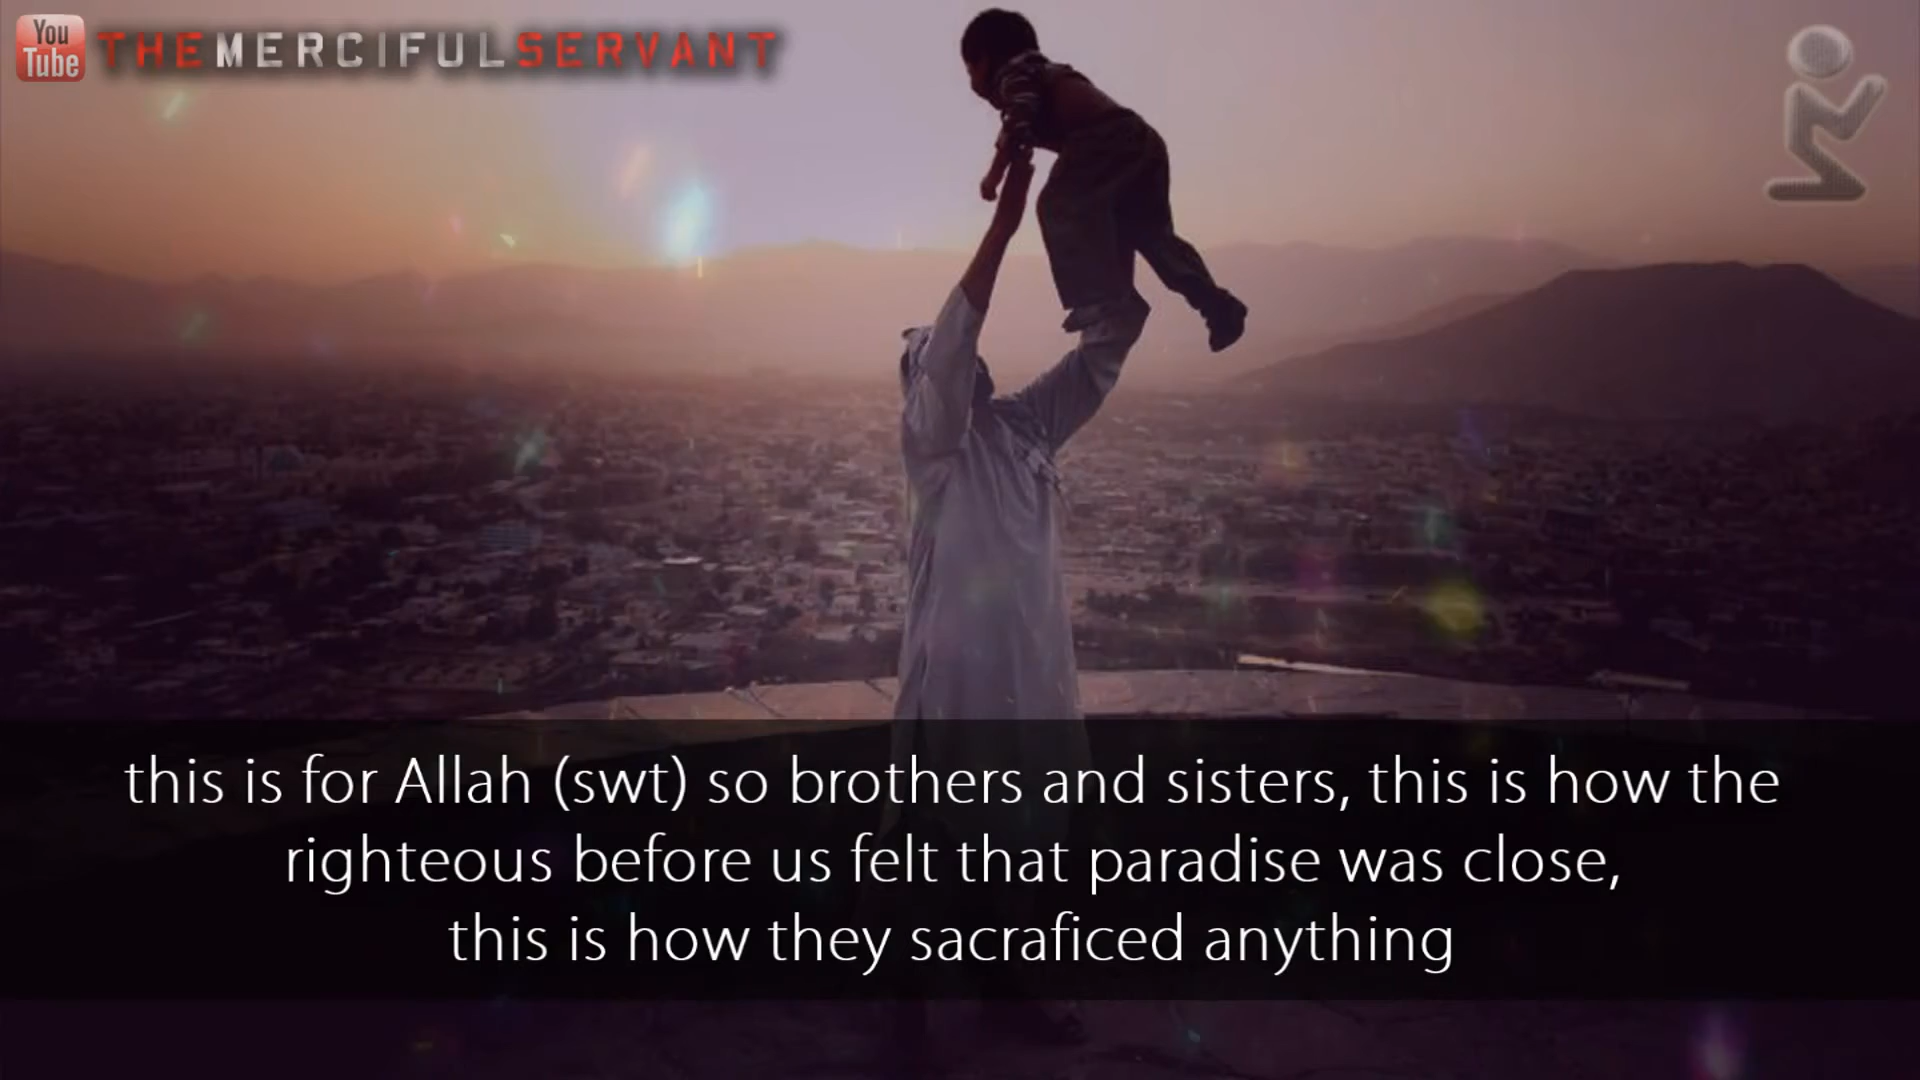 You
Tube
THEMERCIFULSERVANT
this is for Allah (swt) so brothers and sisters, this is how the
righteous before us felt that paradise was close,
this is how they sacraficed anything